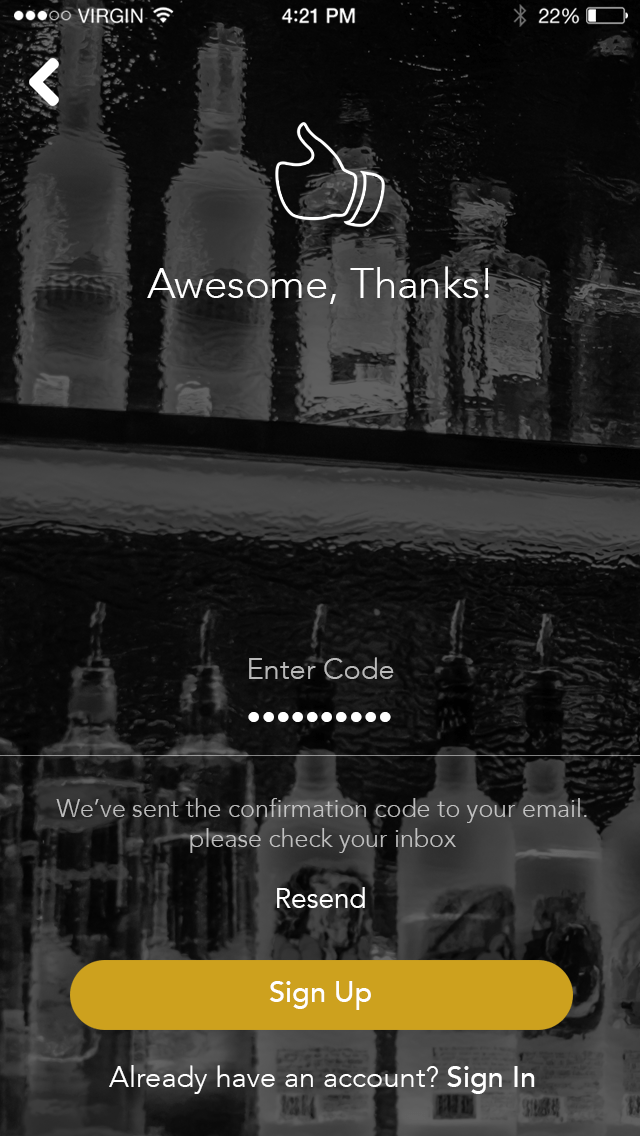 VIRGIN 4:21 PM 22%
Awesome, Thanks!
Enter Code
We’ve sent the confirmation code to your email.
please check your inbox
Resend
Sign Up
Already have an account? Sign In